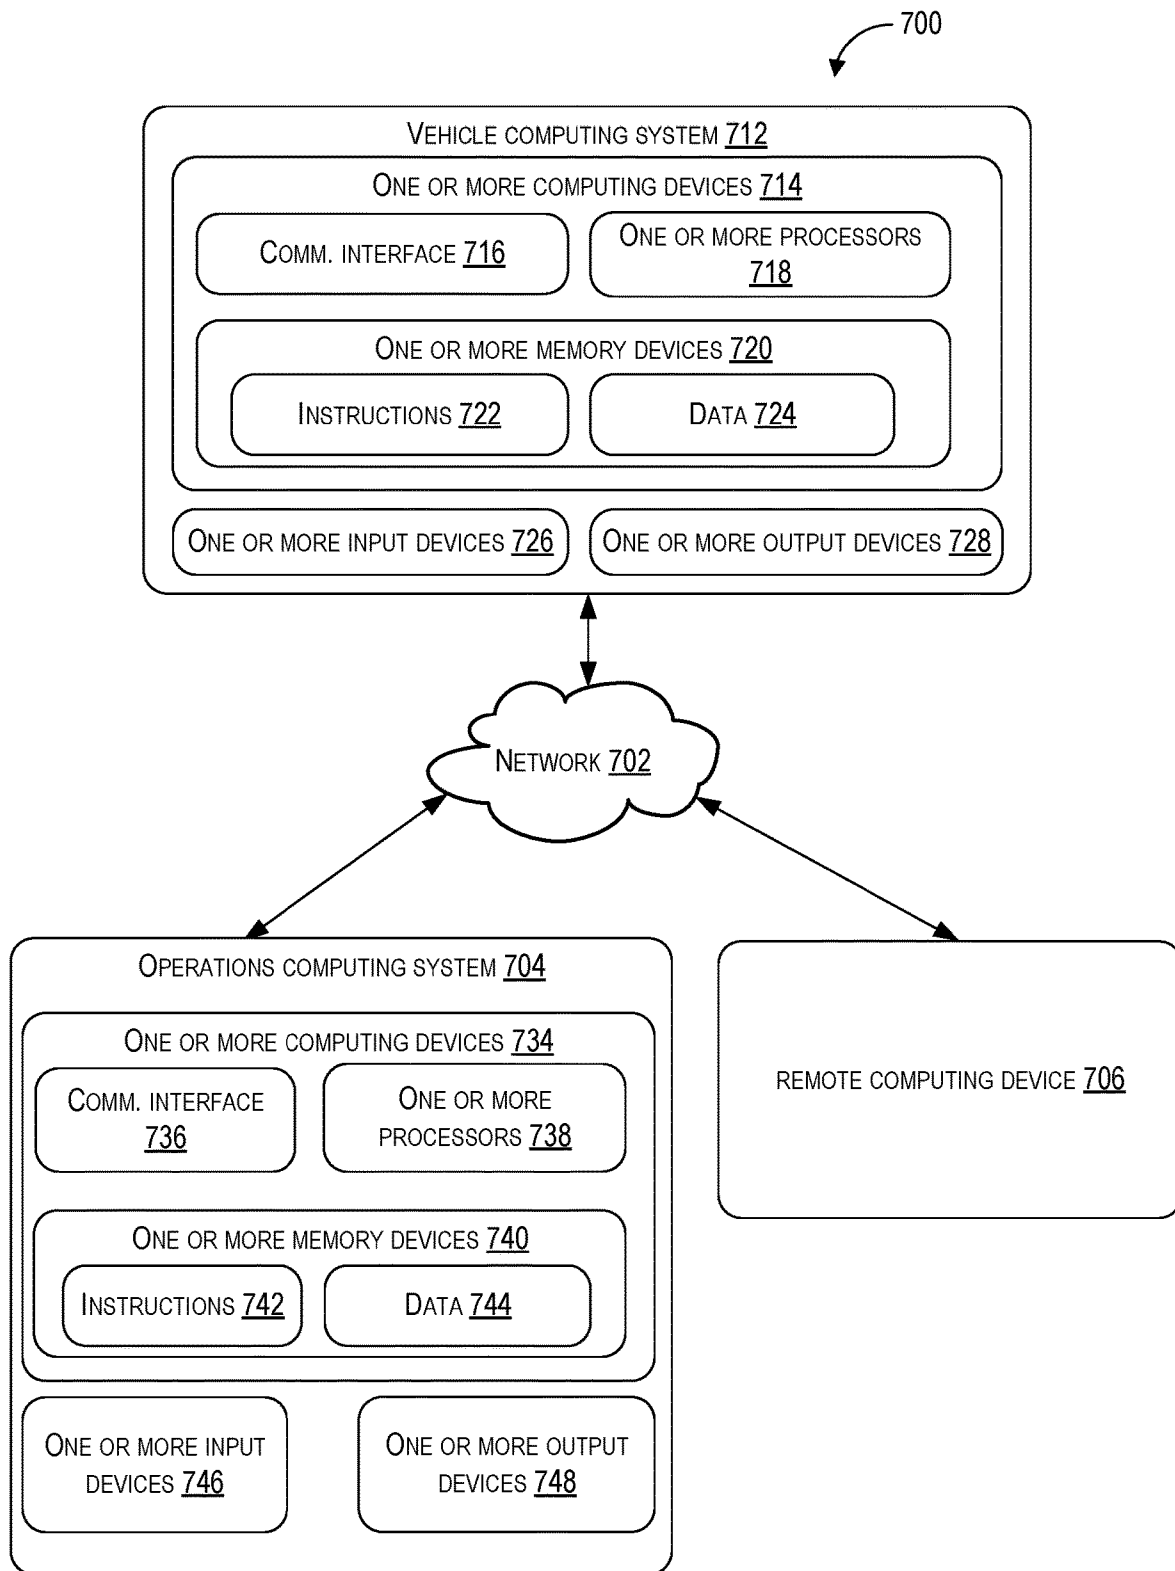 700
VEHICLE COMPUTING SYSTEM 712
ONE OR MORE COMPUTING DEVICES 714
COMM. INTERFACE 716
ONE OR MORE PROCESSORS
718
ONE OR MORE MEMORY DEVICES 720
INSTRUCTIONS 722
DATA 724
ONE OR MORE INPUT DEVICES 726
ONE OR MORE OUTPUT DEVICES 728
NETWORK 702
OPERATIONS COMPUTING SYSTEM 704
ONE OR MORE COMPUTING DEVICES 734
COMM. INTERFACE
736
ONE OR MORE
PROCESSORS 738
ONE OR MORE MEMORY DEVICES 740
INSTRUCTIONS 742
DATA 744
ONE OR MORE INPUT
DEVICES 746
ONE OR MORE OUTPUT
DEVICES 748
REMOTE COMPUTING DEVICE 706